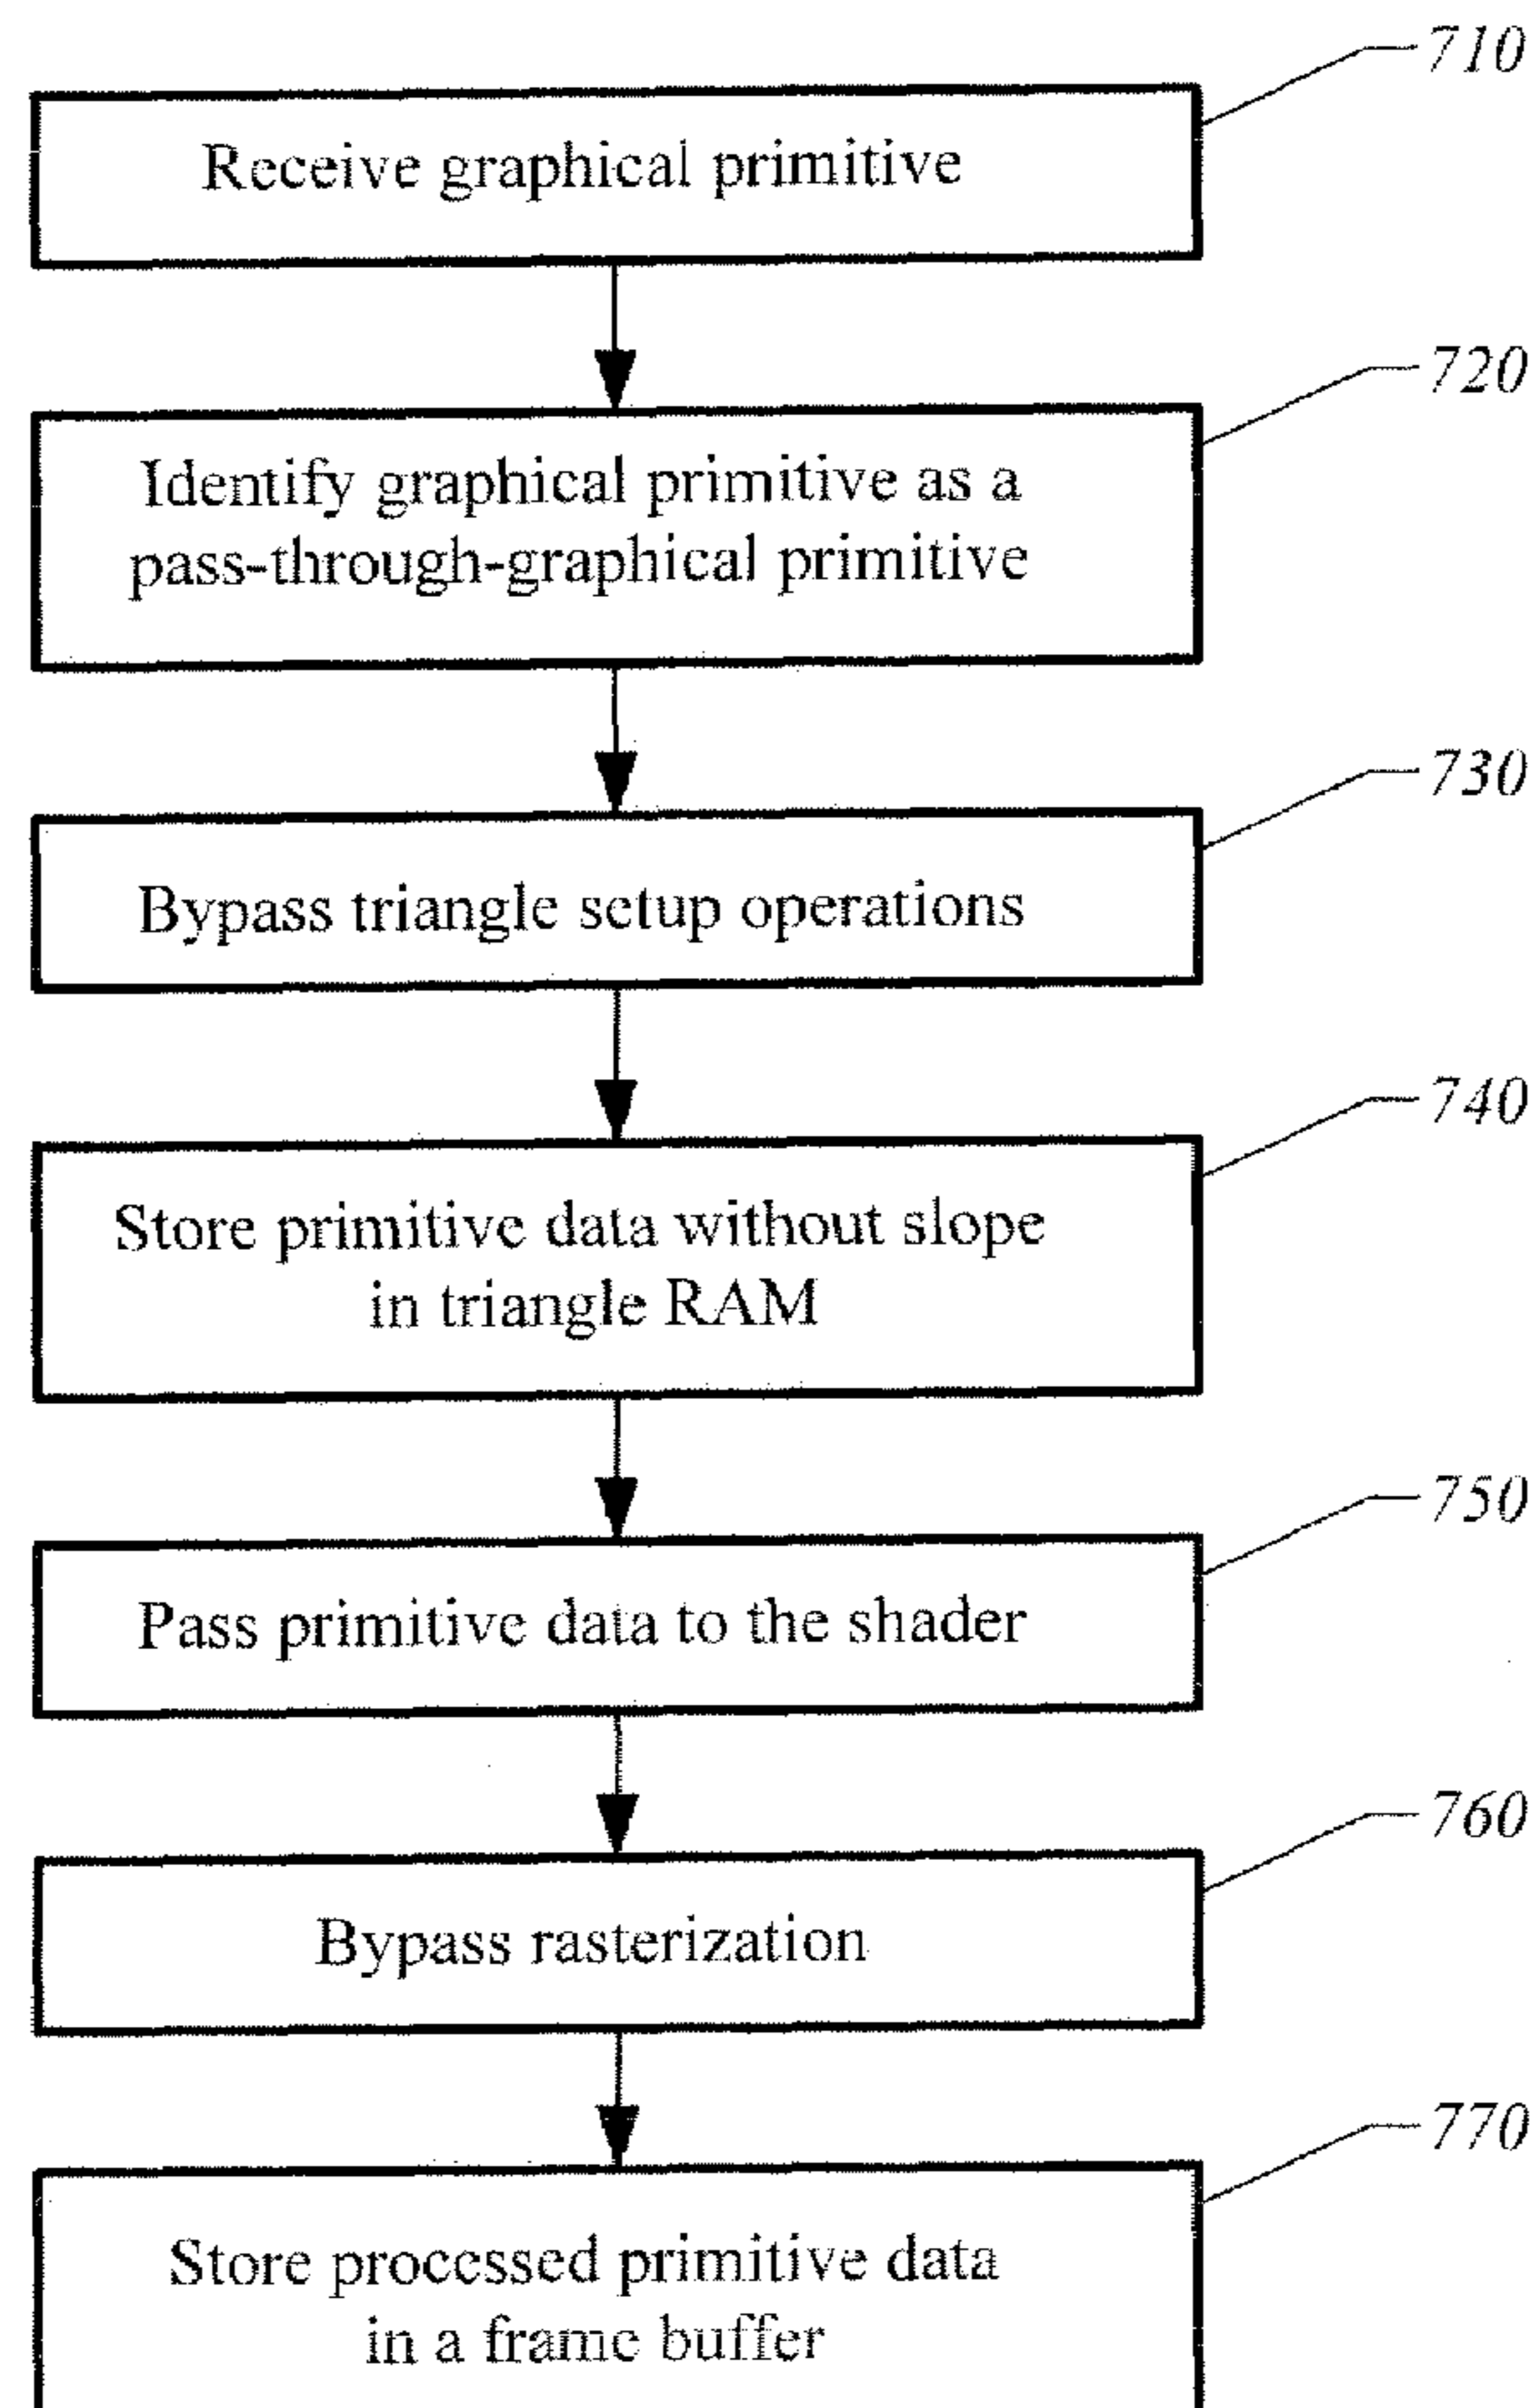 710
Receive graphical primitive
720
Identify graphical primitive as a
pass-through-graphical primitive
730
Bypass triangle setup operations
740
Store primitive data without slope
in triangle RAM
750
Pass primitive data to the shader
760
Bypass rasterization
770
Store processed primitive data
in a frame buffer